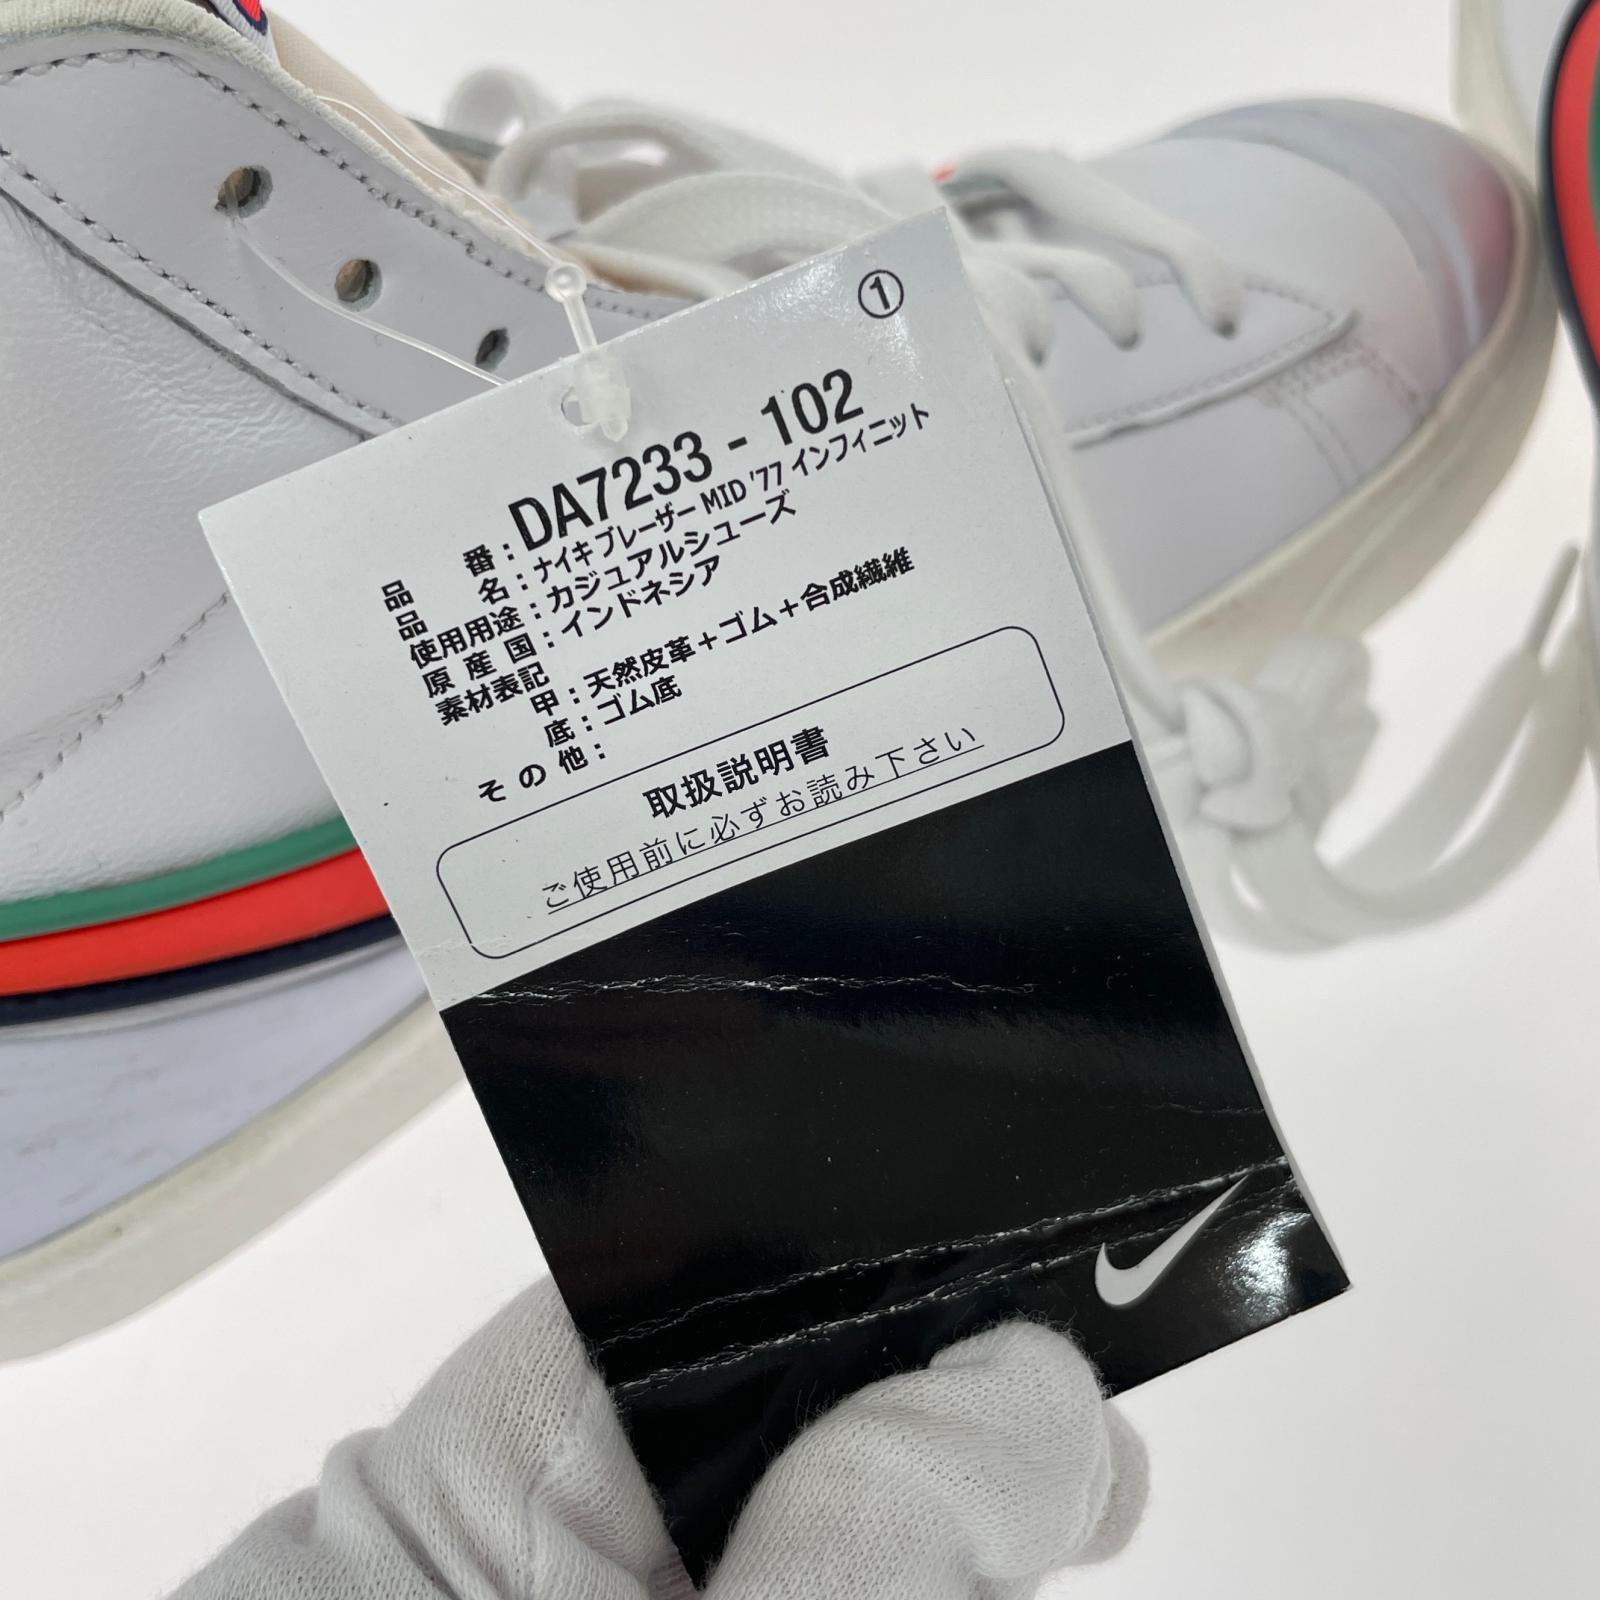 ①
品 番 : DA7233 - 102
品 名 : ナイキ ブレーザー MID '77 インフィニット
使用用途 : カジュアルシューズ
原 産 国 : インドネシア
素材表記
甲 : 天然皮革+ゴム+合成繊維
底 : ゴム底
そ の 他 :
取扱説明書
ご使用前に必ずお読み下さい